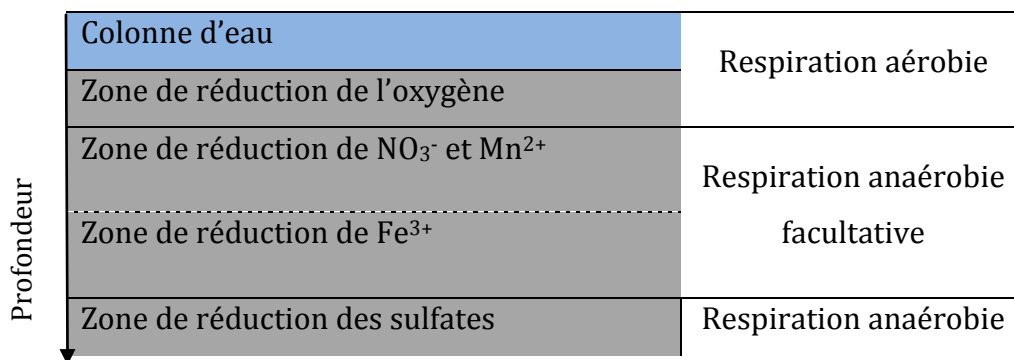 Colonne d’eau
Respiration aérobie
Zone de réduction de l’oxygène
Zone de réduction de NO₃⁻ et Mn²⁺
Respiration anaérobie
facultative
Zone de réduction de Fe³⁺
Zone de réduction des sulfates
Respiration anaérobie
Profondeur